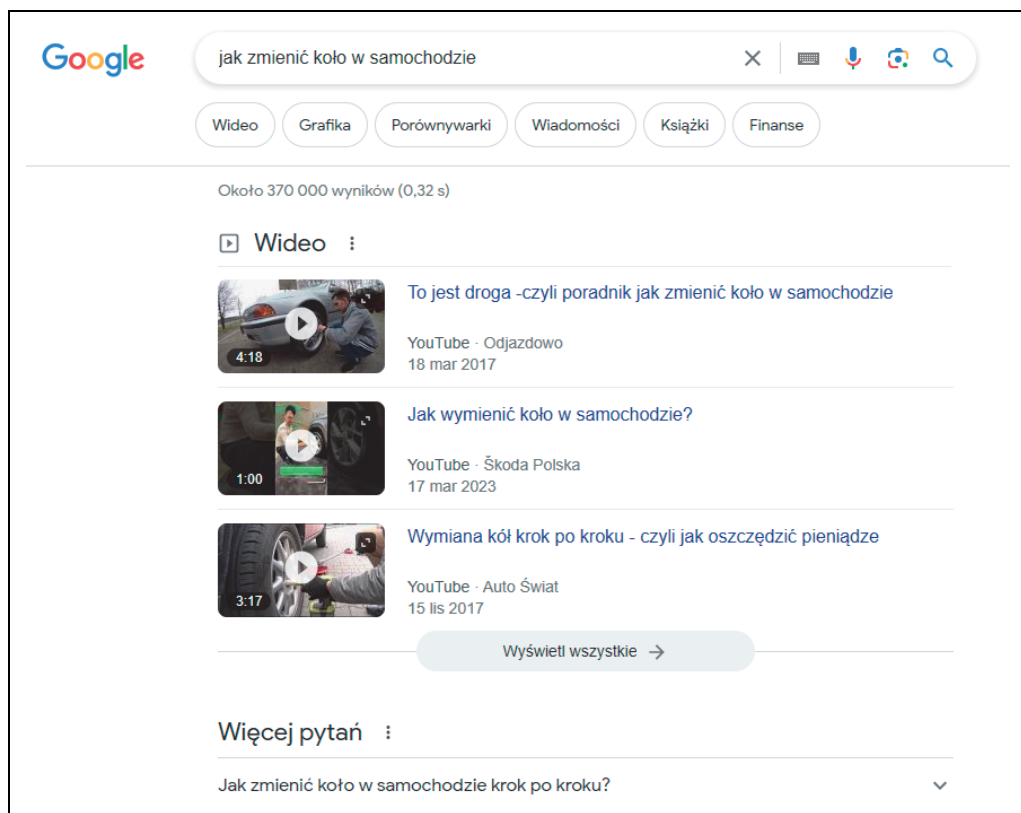 Google
jak zmienić koło w samochodzie
Wideo Grafika Porównywarki Wiadomości Książki Finanse
Około 370 000 wyników (0,32 s)
Wideo
To jest droga -czyli poradnik jak zmienić koło w samochodzie
YouTube · Odjazdowo
4:18
18 mar 2017
Jak wymienić koło w samochodzie?
YouTube · Škoda Polska
1:00
17 mar 2023
Wymiana kół krok po kroku - czyli jak oszczędzić pieniądze
YouTube · Auto Świat
3:17
15 lis 2017
Wyświetl wszystkie →
Więcej pytań
Jak zmienić koło w samochodzie krok po kroku?